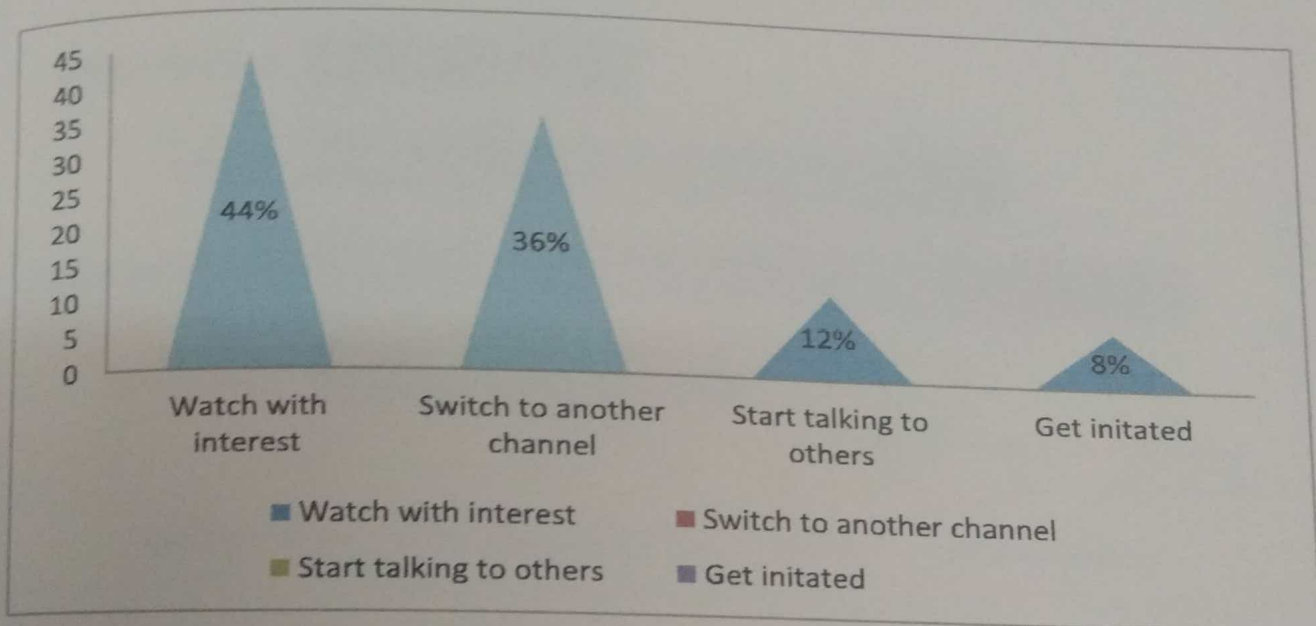 45
40
35
30
25
20
15
10
5
0
44%
36%
12%
8%
Watch with
interest
Switch to another
channel
Start talking to
others
Get initated
Watch with interest
Switch to another channel
Start talking to others
Get initated